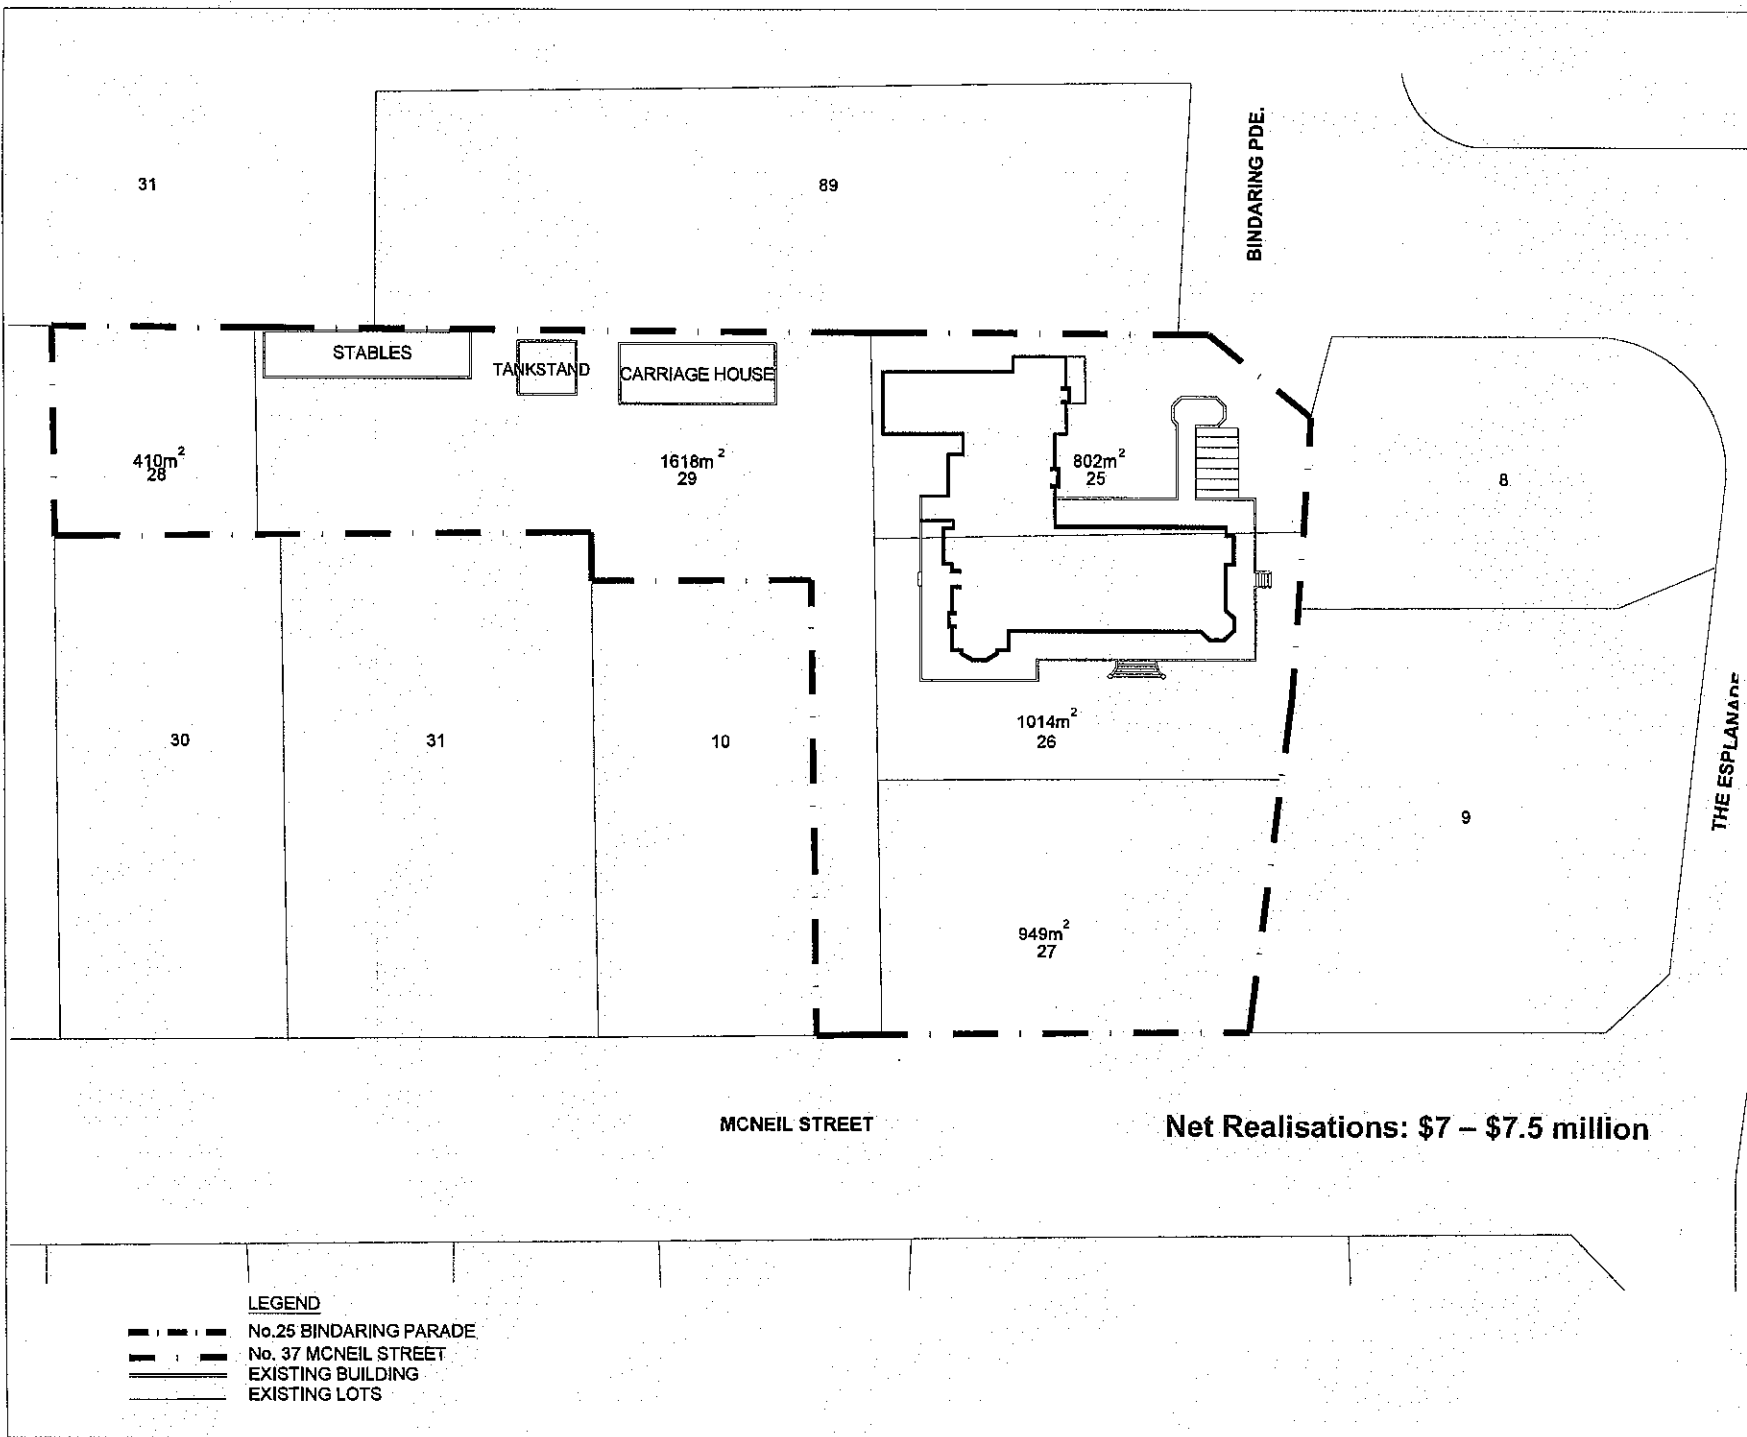 31
89
BINDARING PDE.
STABLES
TANKSTAND
CARRIAGE HOUSE
410m²
28
1618m²
29
802m²
25
8
30
31
10
1014m²
26
9
THE ESPLANADE
949m²
27
MCNEIL STREET
Net Realisations: $7 – $7.5 million
LEGEND
No.25 BINDARING PARADE
No. 37 MCNEIL STREET
EXISTING BUILDING
EXISTING LOTS